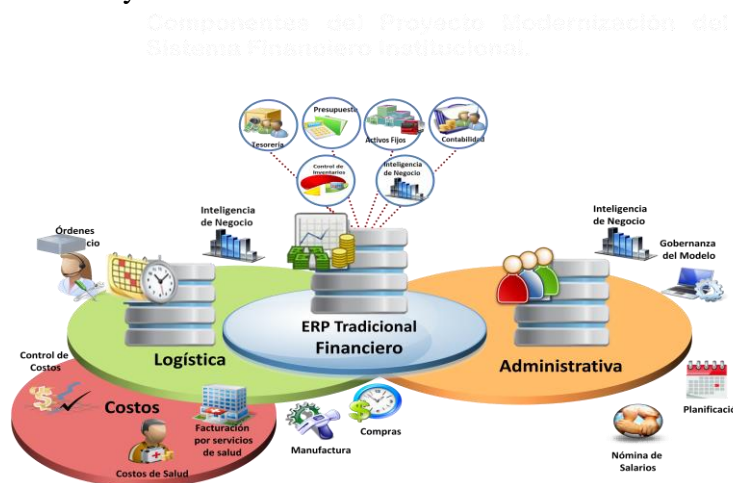 Componentes del Proyecto Modernización del
Sistema Financiero Institucional.
Presupuesto
Tesorería
Activos Fijos
Contabilidad
Control de
Inventarios
Inteligencia
de Negocio
Órdenes
Inteligencia
de Negocio
Inteligencia
de Negocio
Gobernanza
del Modelo
ERP Tradicional
Financiero
Logística
Administrativa
Control de
Costos
Costos
Facturación
por servicios
de salud
Costos de Salud
Manufactura
Compras
Nómina de
Salarios